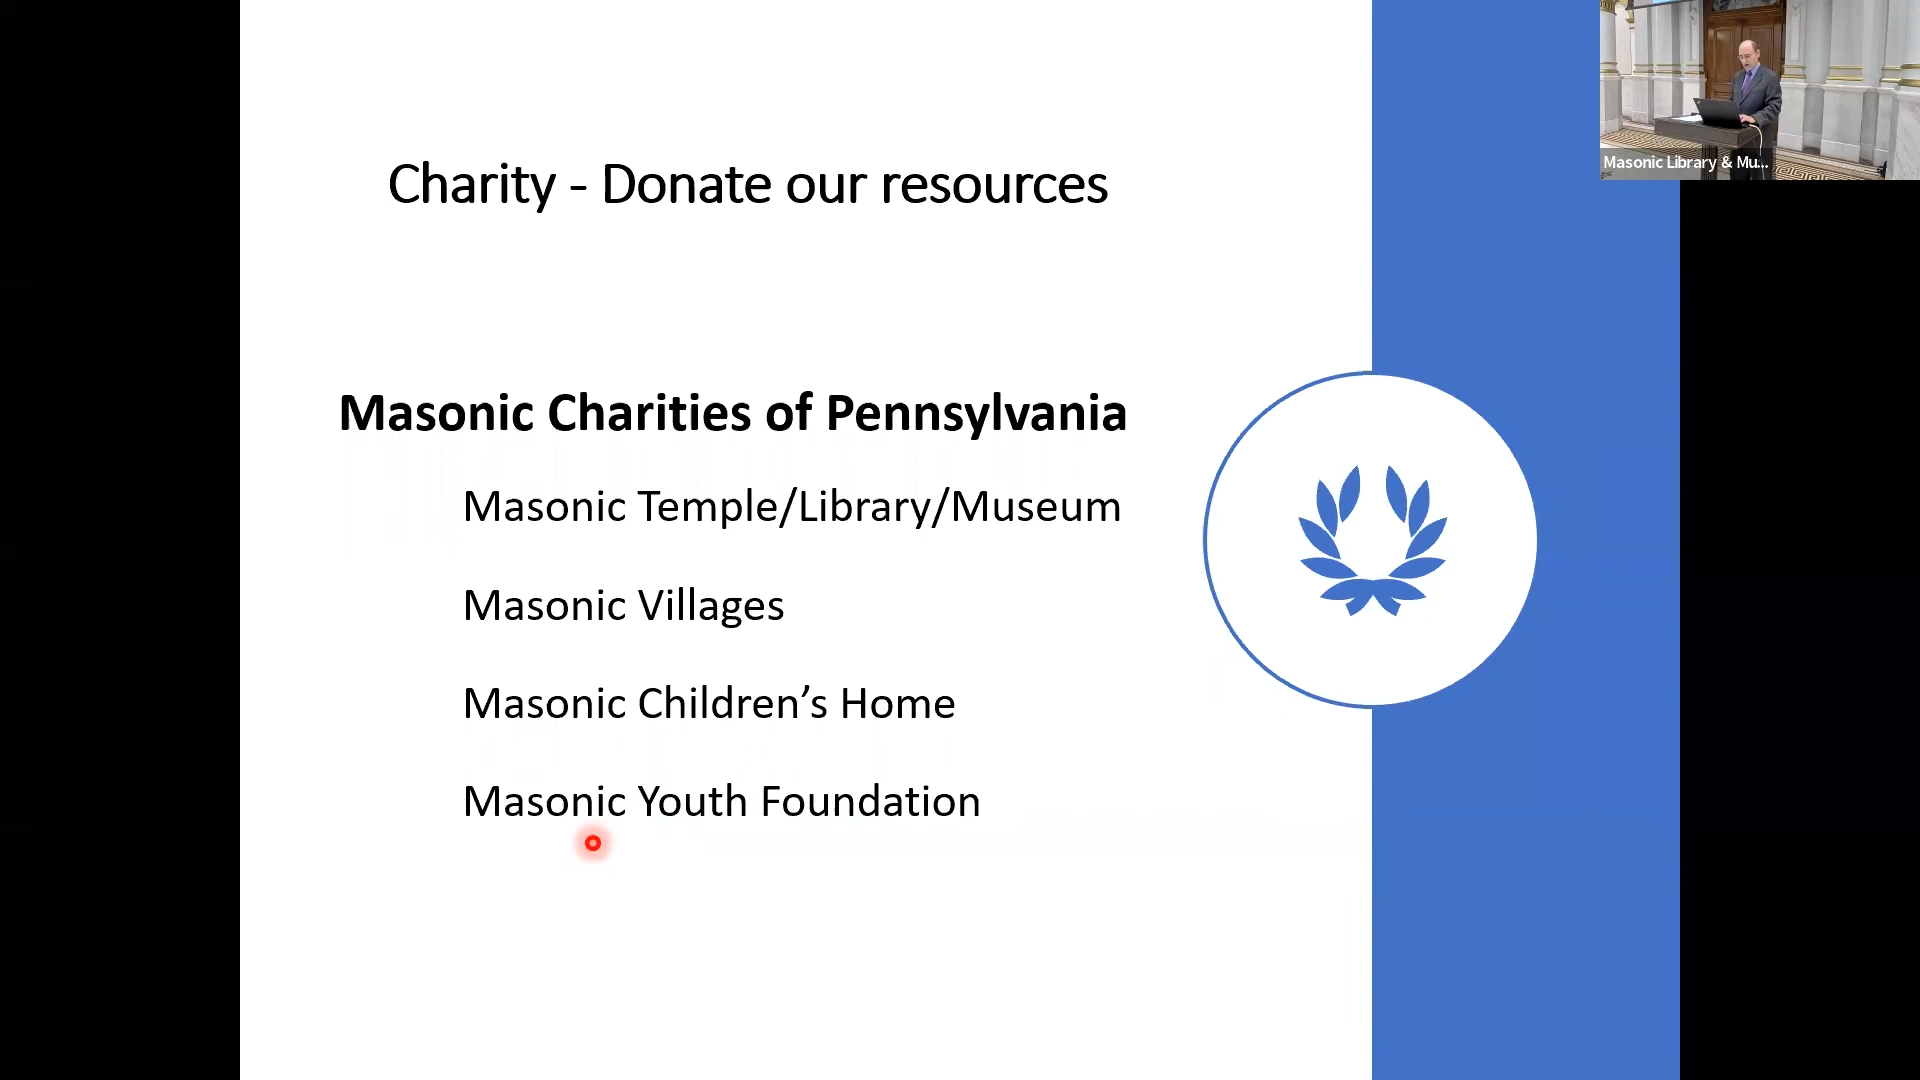 Charity - Donate our resources
Masonic Charities of Pennsylvania
Masonic Temple/Library/Museum
Masonic Villages
Masonic Children’s Home
Masonic Youth Foundation
Masonic Library & Mu...